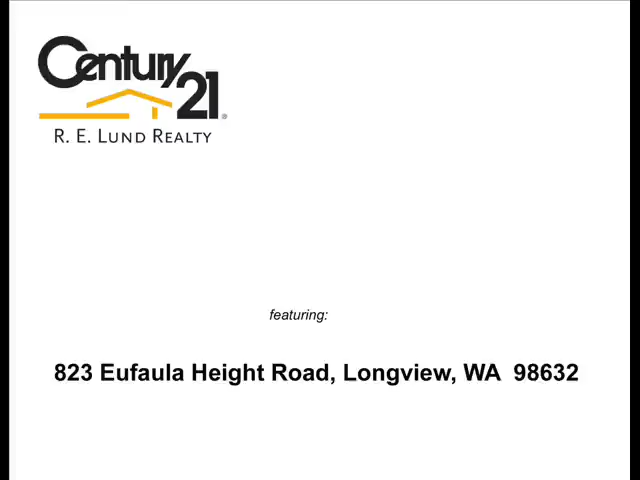 Century 21®
R. E. LUND REALTY
featuring:
823 Eufaula Height Road, Longview, WA  98632